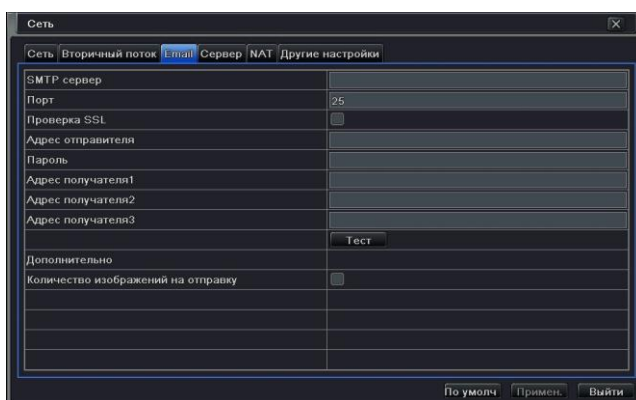 Сеть
Сеть Вторичный поток Email Сервер NAT Другие настройки
SMTP сервер
Порт 25
Проверка SSL
Адрес отправителя
Пароль
Адрес получателя1
Адрес получателя2
Адрес получателя3
Тест
Дополнительно
Количество изображений на отправку
По умолч Примен. Выйти